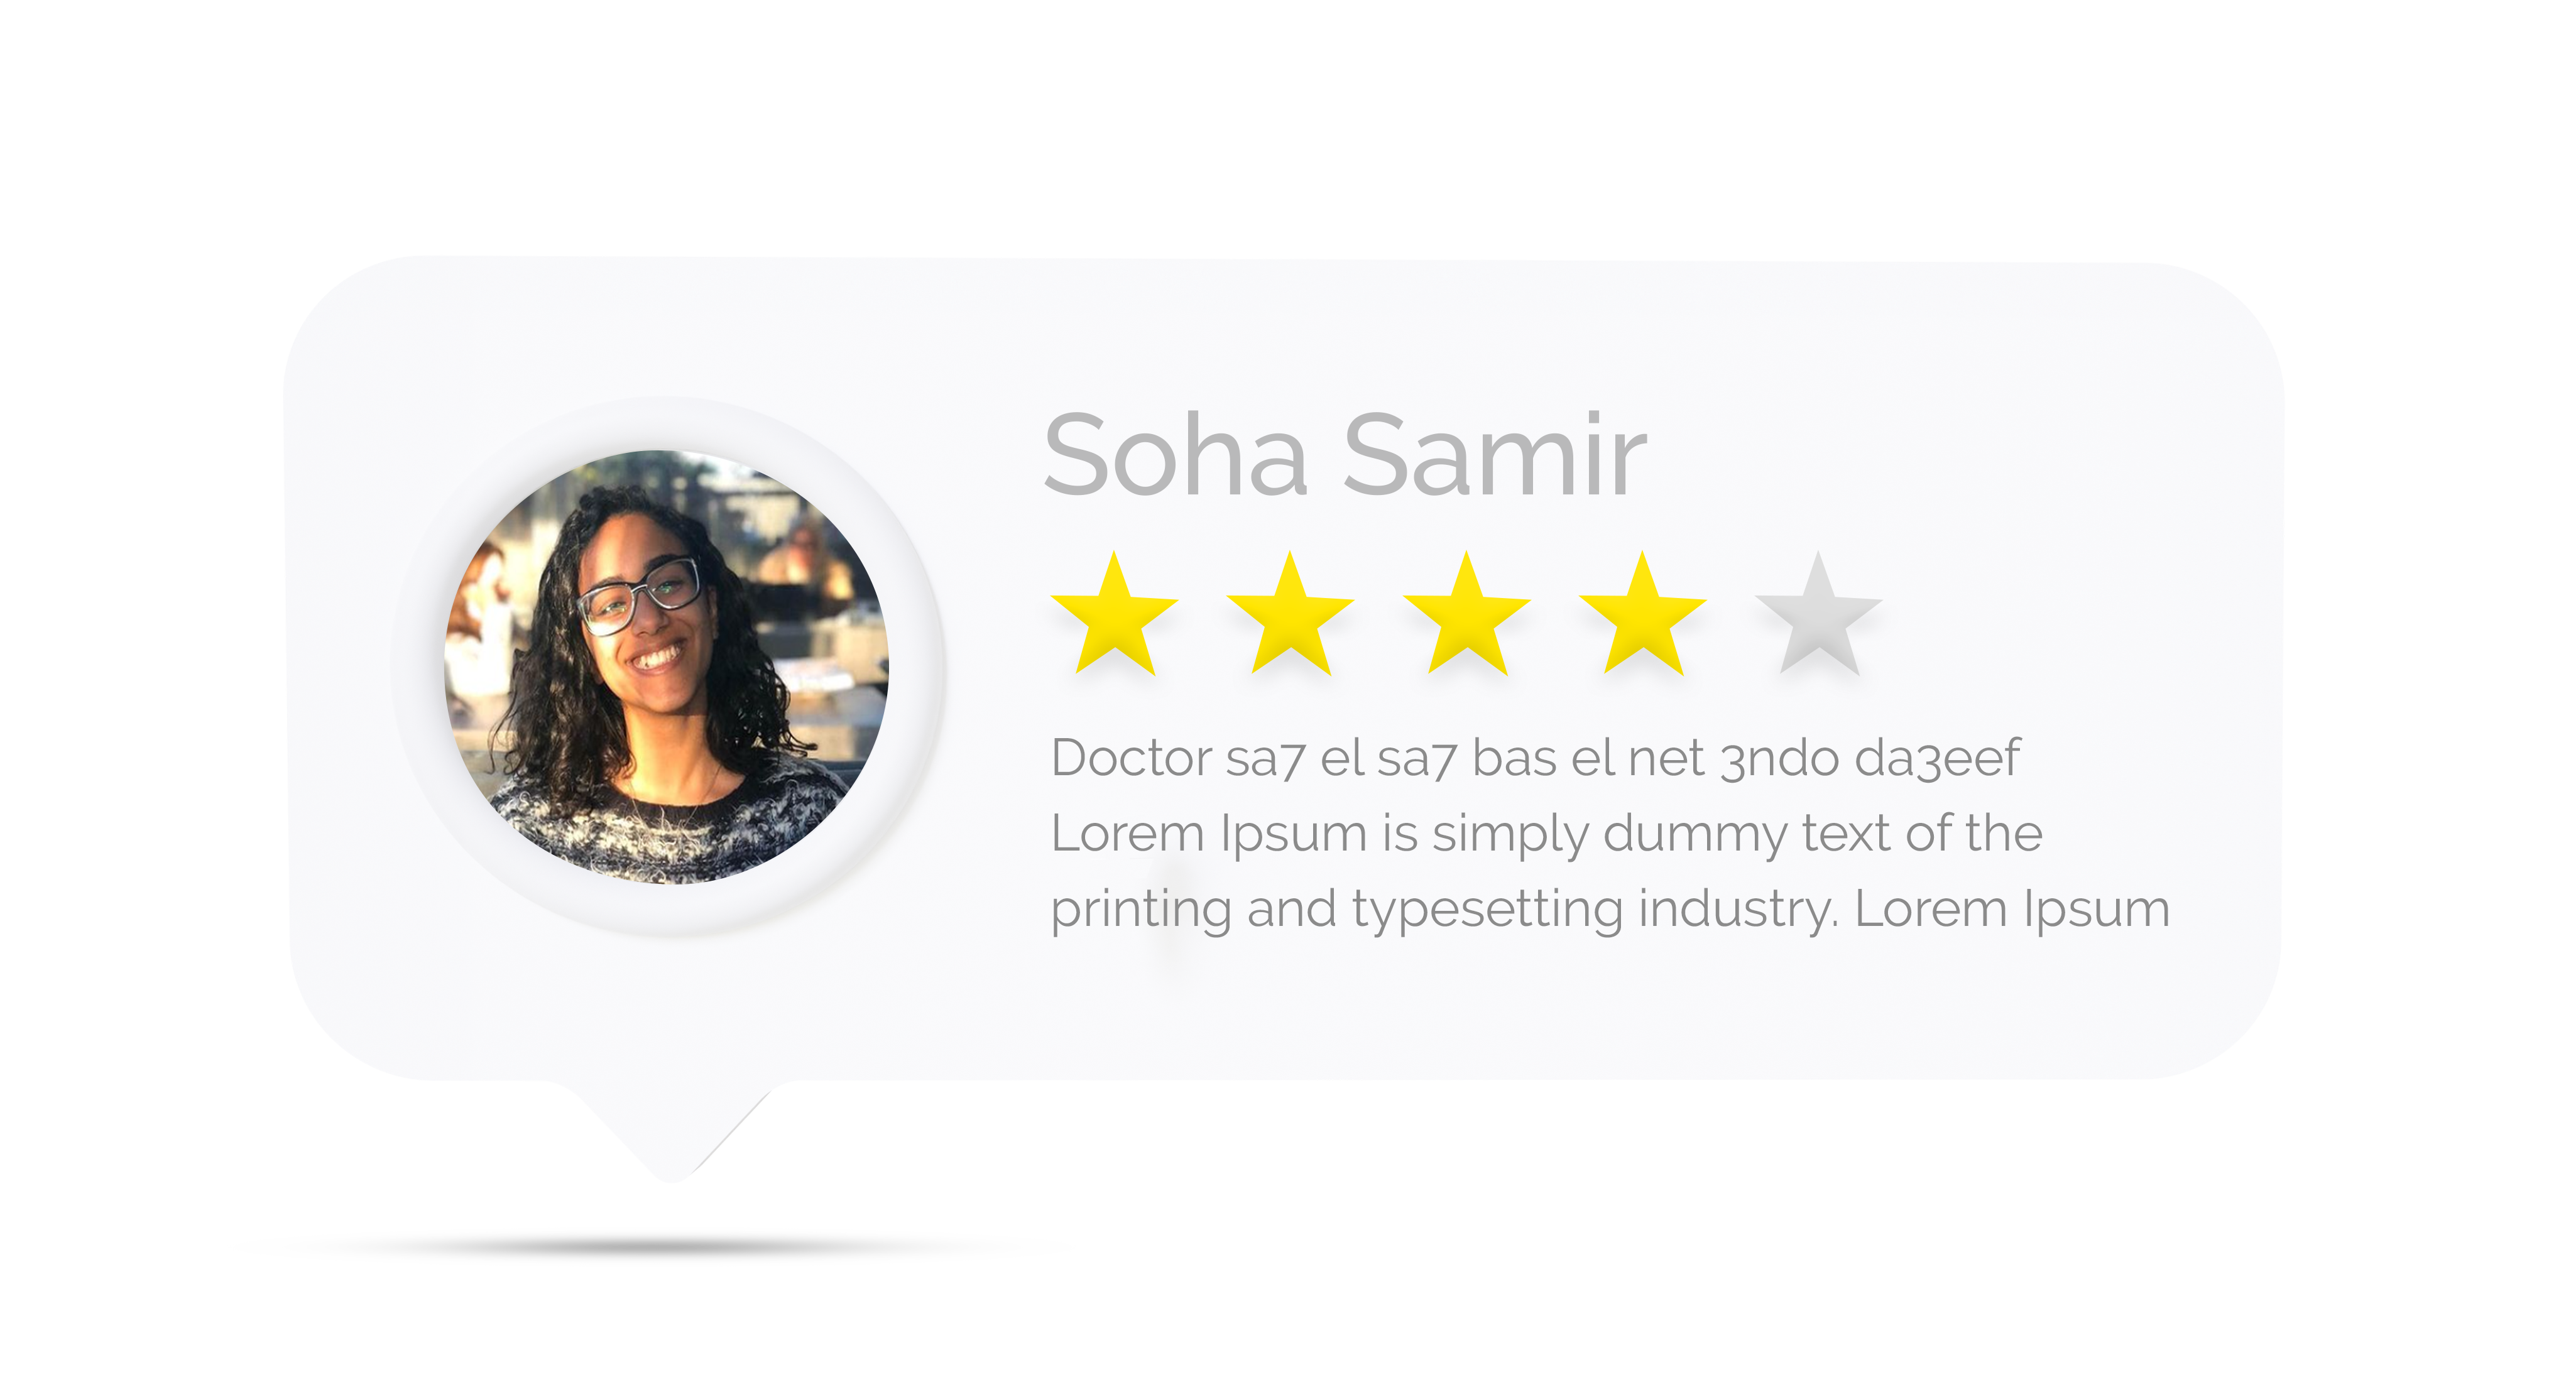 Soha Samir
Doctor sa7 el sa7 bas el net 3ndo da3eef
Lorem Ipsum is simply dummy text of the
printing and typesetting industry. Lorem Ipsum